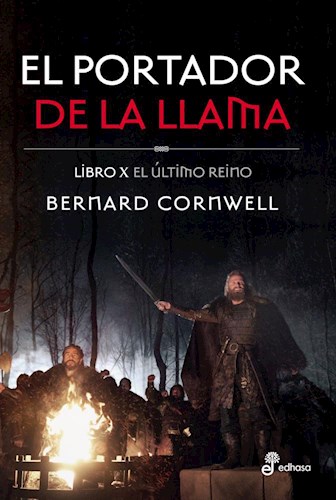 EL PORTADOR
DE LA LLAMA
LIBRO X EL ÚLTIMO REINO
BERNARD CORNWELL
edhasa